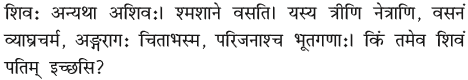 शिवः अन्यथा अशिवः। श्मशाने वसति। यस्य त्रीणि नेत्राणि, वसनं
व्याघ्रचर्म, अङ्गरागः चिताभस्म, परिजनाश्च भूतगणाः। किं तमेव शिवं
पतिम् इच्छसि?